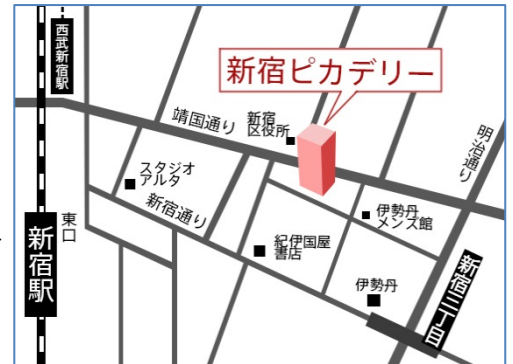 西武新宿駅
新宿ピカデリー
靖国通り
新宿
区役所
明治通り
スタジオ
アルタ
新宿通り
伊勢丹
メンズ館
東口
新宿駅
紀伊国屋
書店
伊勢丹
新宿三丁目